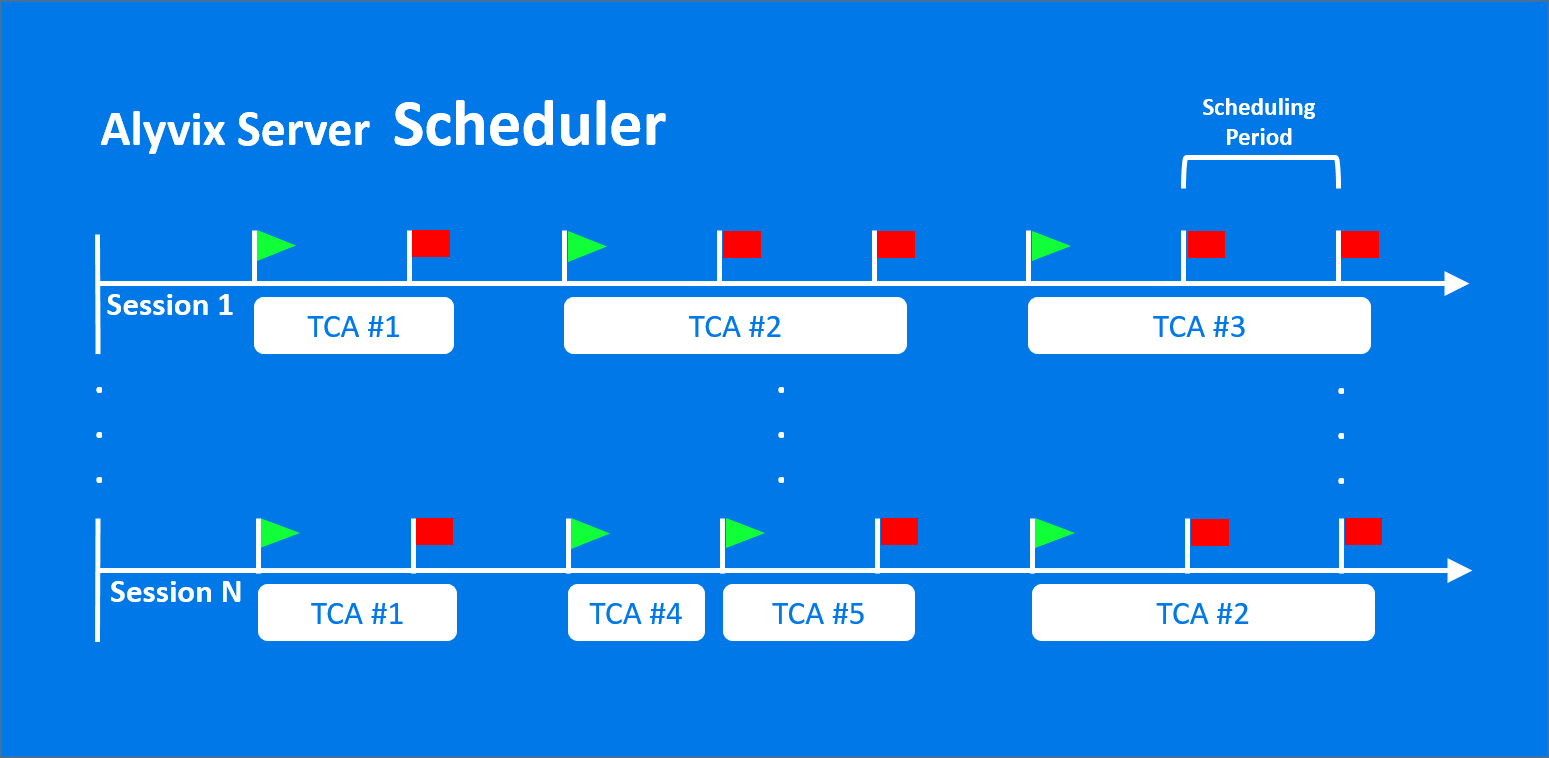 Alyvix Server Scheduler
Scheduling
Period
Session 1
TCA #1
TCA #2
TCA #3
Session N
TCA #1
TCA #4
TCA #5
TCA #2